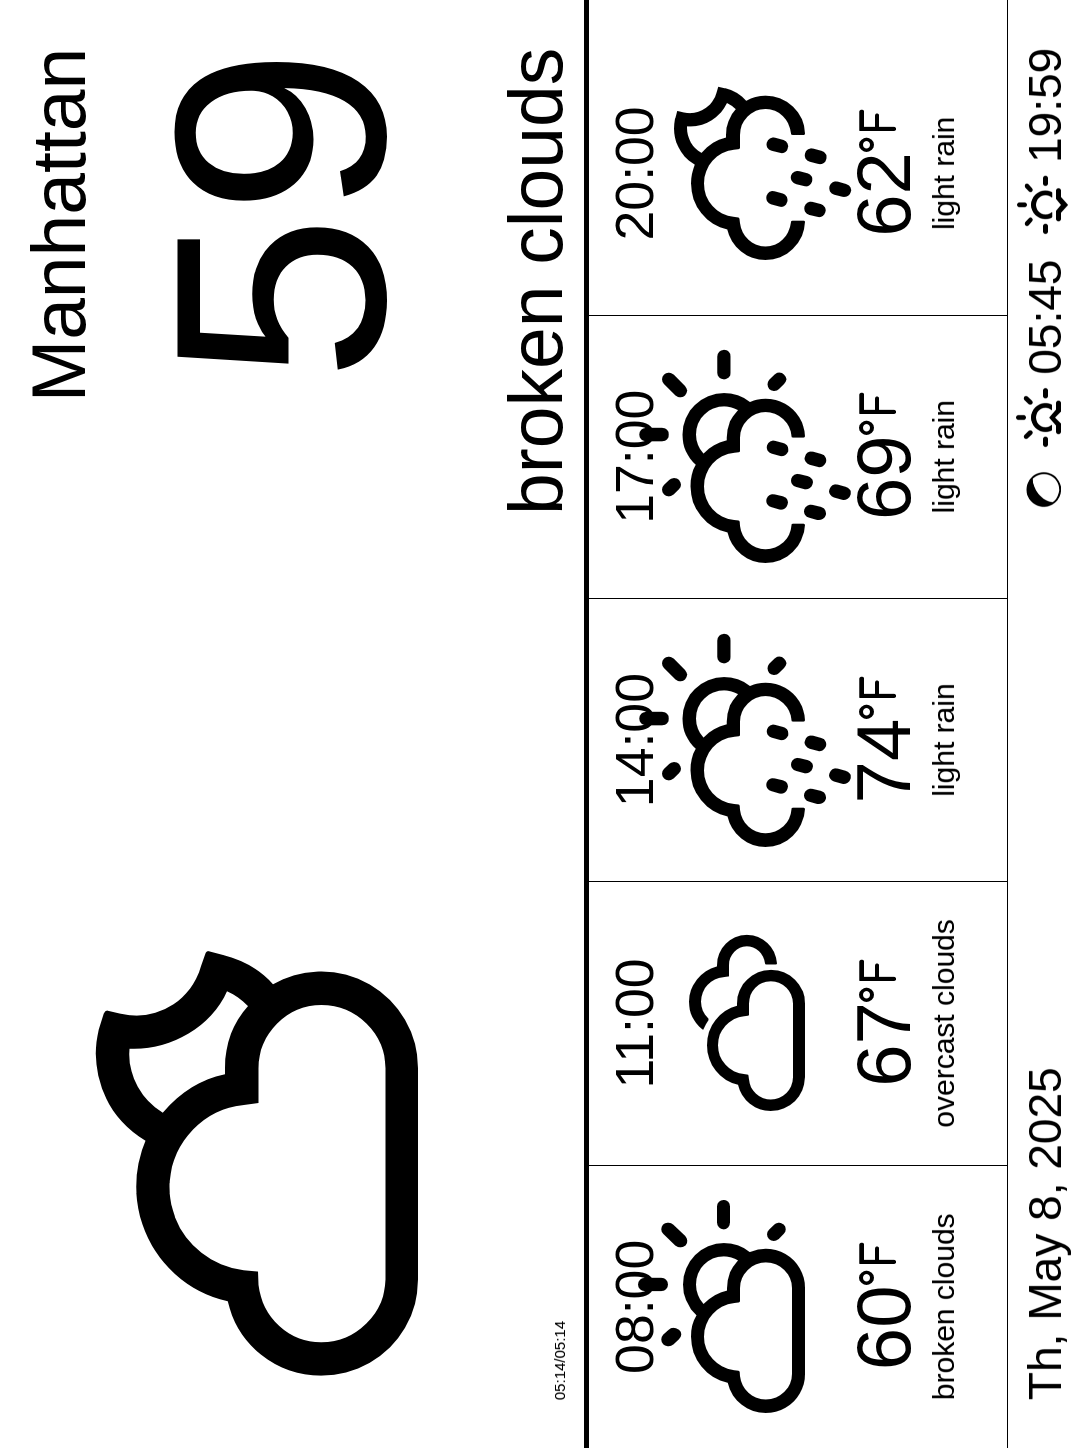 Manhattan
59
broken clouds
05:14/05:14
08:00
60°F
broken clouds
11:00
67°F
overcast clouds
14:00
74°F
light rain
17:00
69°F
light rain
20:00
62°F
light rain
Th, May 8, 2025
05:45
19:59